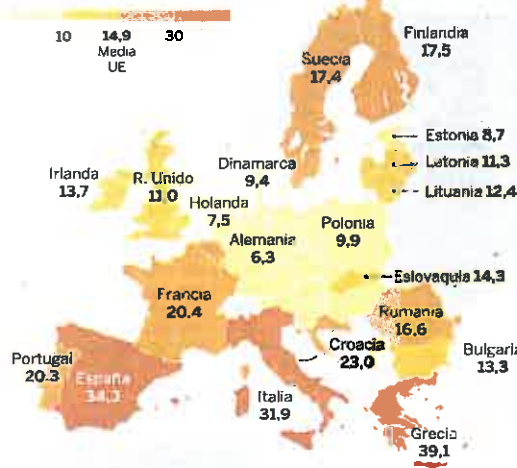 10 14,9 30
Media
UE
Finlandia
17,5
Suecia
17,4
Estonia 8,7
Letonia 11,3
Lituania 12,4
Irlanda
13,7
R. Unido
11,0
Dinamarca
9,4
Holanda
7,5
Alemania
6,3
Polonia
9,9
Eslovaquia 14,3
Francia
20.4
Rumania
16.6
Croacia
23,0
Bulgaria
13,3
Portugal
20.3
España
Italia
31,9
Grecia
39,1